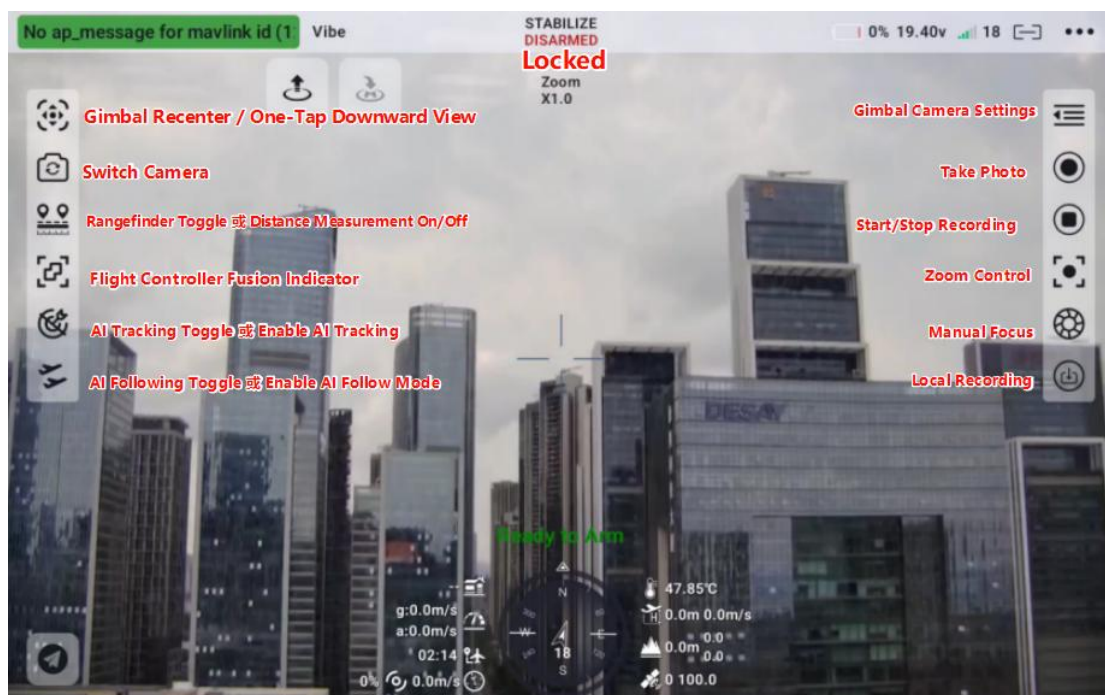 No ap_message for mavlink id (1
Vibe
STABILIZE
DISARMED
Locked
Zoom
X1.0
0% 19.40v 18
Gimbal Recenter / One-Tap Downward View
Switch Camera
Rangefinder Toggle 或 Distance Measurement On/Off
Flight Controller Fusion Indicator
AI Tracking Toggle 或 Enable AI Tracking
AI Following Toggle 或 Enable AI Follow Mode
Gimbal Camera Settings
Take Photo
Start/Stop Recording
Zoom Control
Manual Focus
Local Recording
DESAY
Ready to Arm
--
g:0.0m/s
a:0.0m/s
02:14
0% 0.0m/s
N
W E
18
S
47.85℃
H 0.0m 0.0m/s
0.0m 0.0
0.0
0 100.0